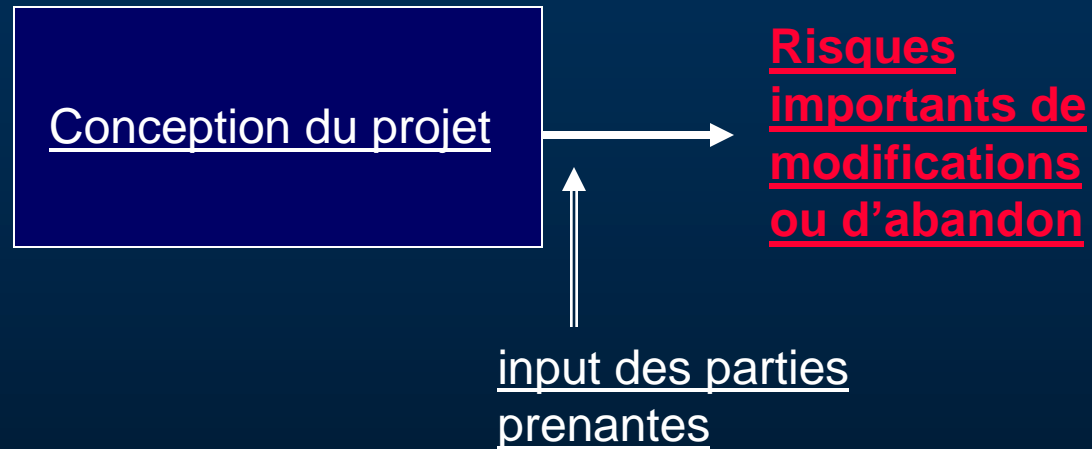 Conception du projet
Risques
importants de
modifications
ou d’abandon
input des parties
prenantes